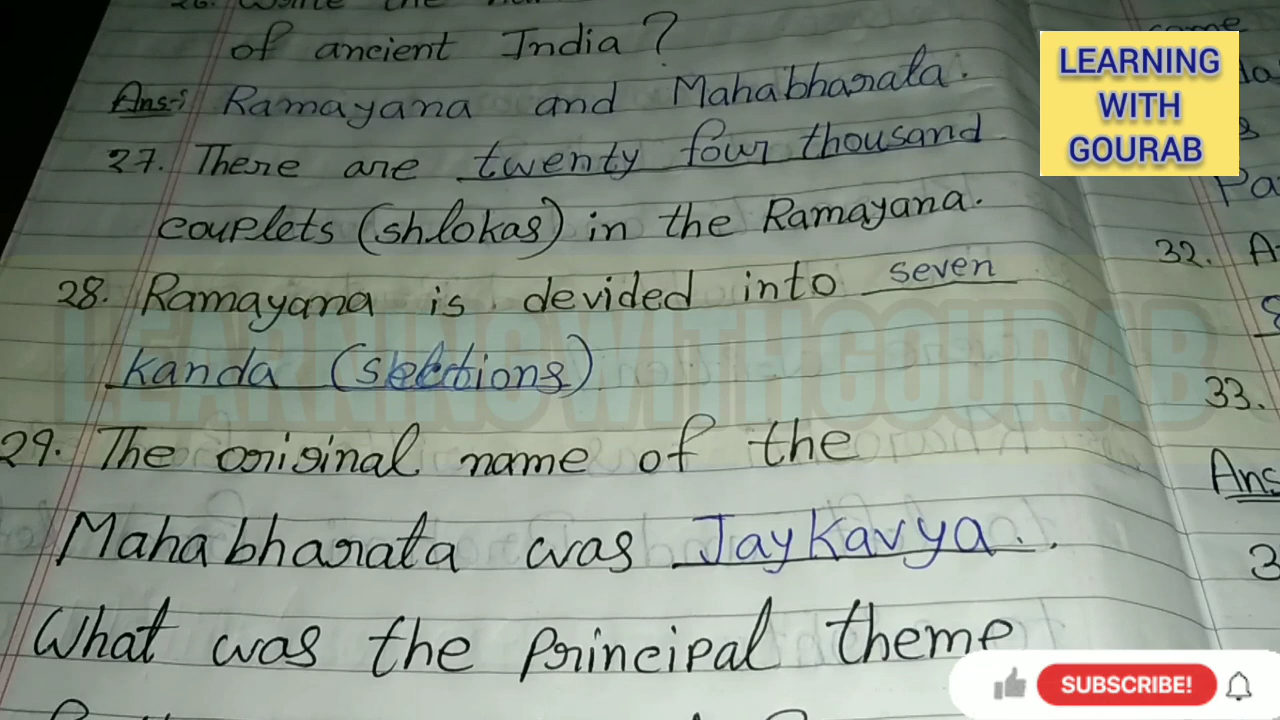 of ancient India ?
Ans:- Ramayana and Mahabharata.
27. There are twenty four thousand
couplets (shlokas) in the Ramayana.
28. Ramayana is devided into seven
kanda (sections)
29. The original name of the
Mahabharata was Jaykavya.
What was the principal theme
LEARNING
WITH
GOURAB
32.
33.
Ans
LEARNINGWITHGOURAB
SUBSCRIBE!